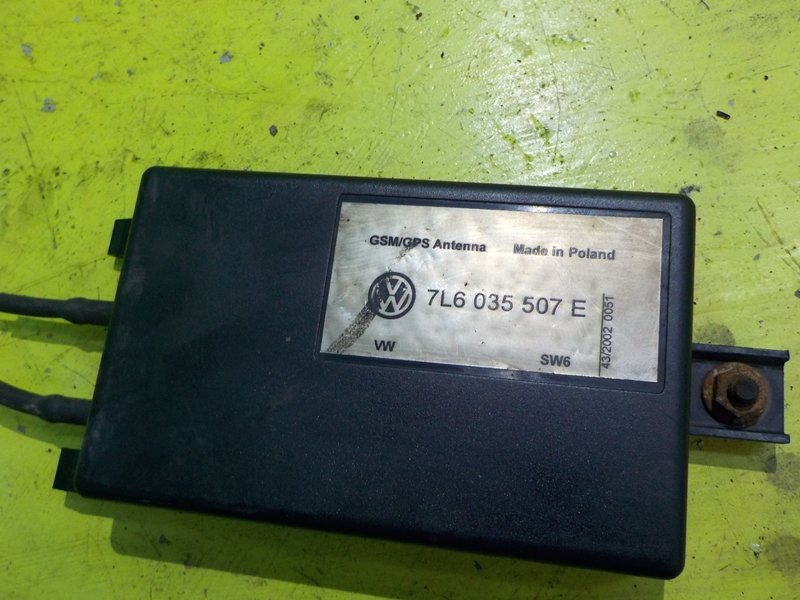 GSM/GPS Antenna Made in Poland
7L6 035 507 E
VW SW6
43/2002 0051